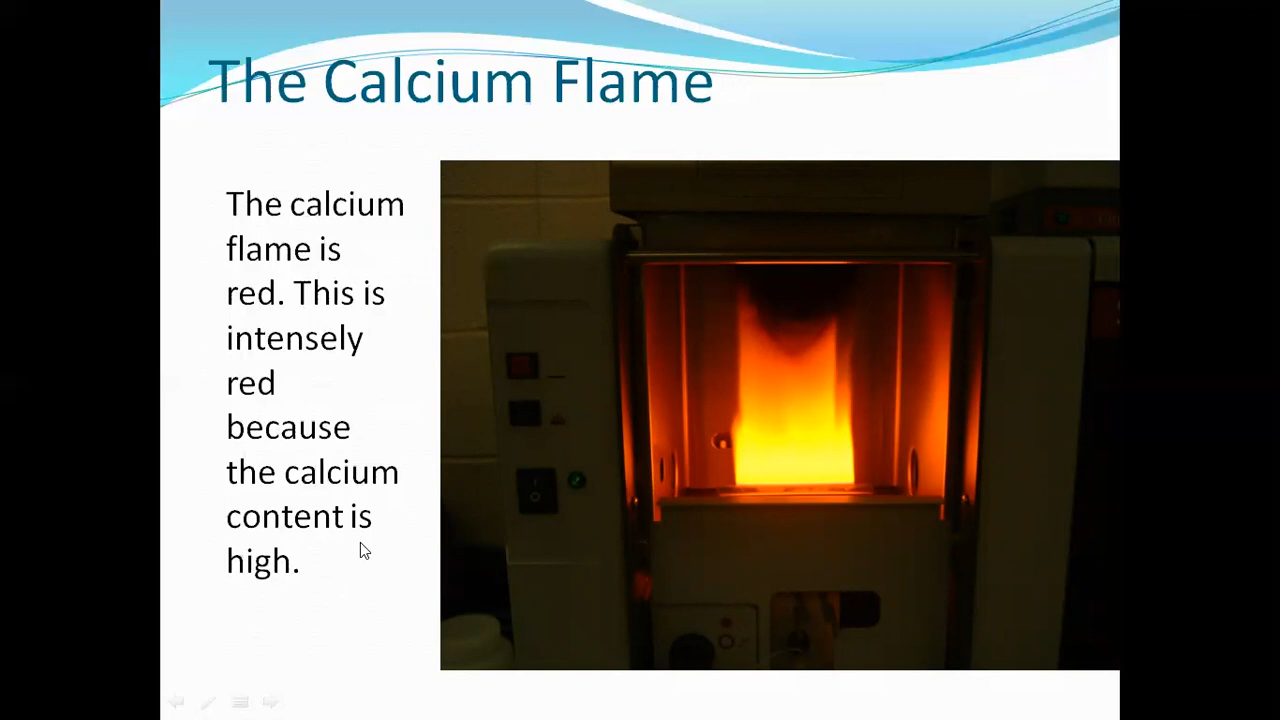 The Calcium Flame
The calcium
flame is
red. This is
intensely
red
because
the calcium
content is
high.